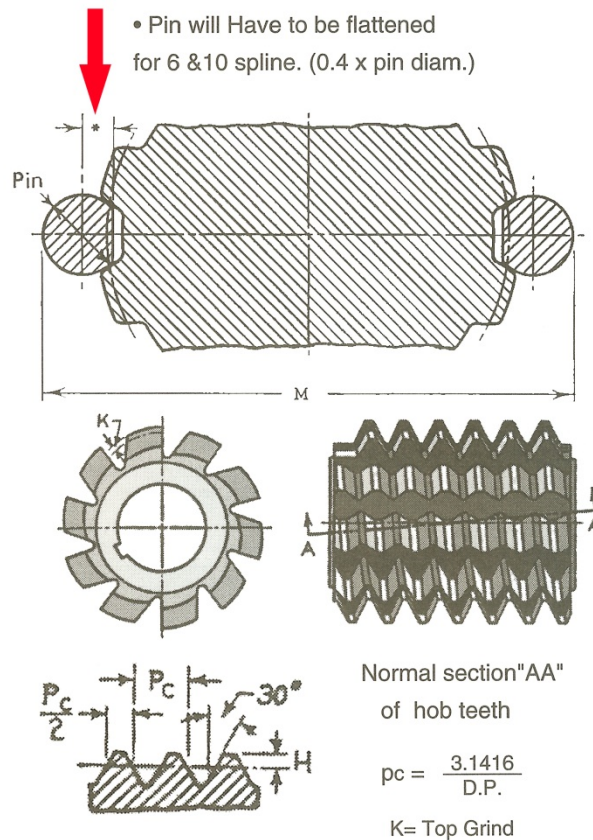 • Pin will Have to be flattened
for 6 &10 spline. (0.4 x pin diam.)
*
Pin
M
K
A
A
Pc
Pc
2
30°
H
Normal section"AA"
of hob teeth
pc = 3.1416
D.P.
K= Top Grind